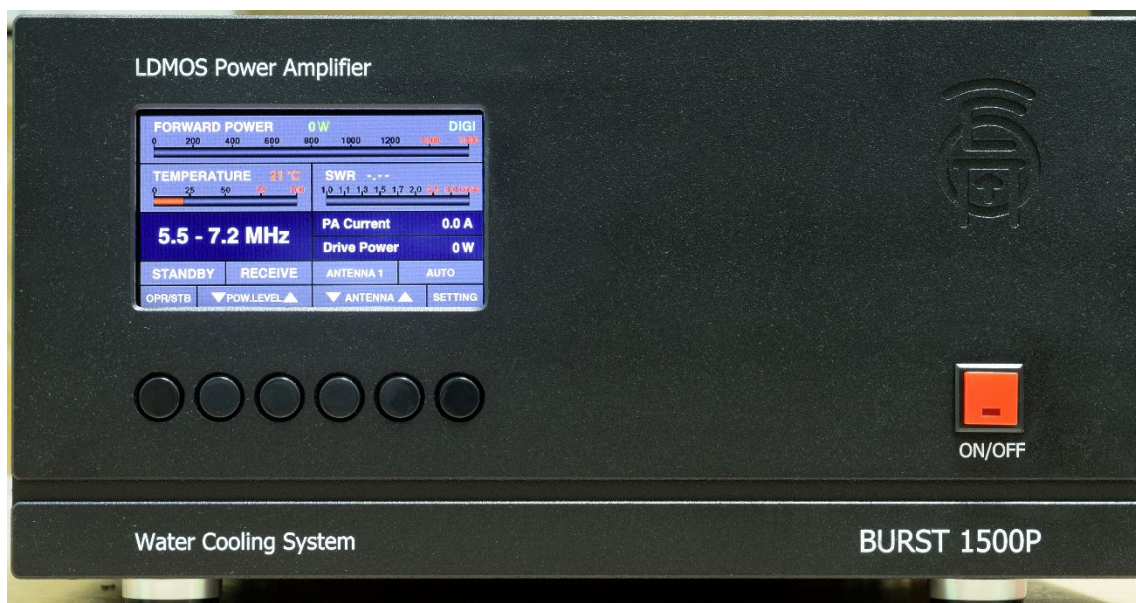 LDMOS Power Amplifier
FORWARD POWER 0W DIGI
0 200 400 600 800 1000 1200
TEMPERATURE 21°C
0 25 50 75 100
SWR -.--
1,0 1,1 1,3 1,5 1,7 2,0
5.5 - 7.2 MHz
PA Current 0.0 A
Drive Power 0 W
STANDBY RECEIVE ANTENNA 1 AUTO
OPR/STB ▼POW.LEVEL▲ ▼ ANTENNA ▲ SETTING
ON/OFF
Water Cooling System
BURST 1500P